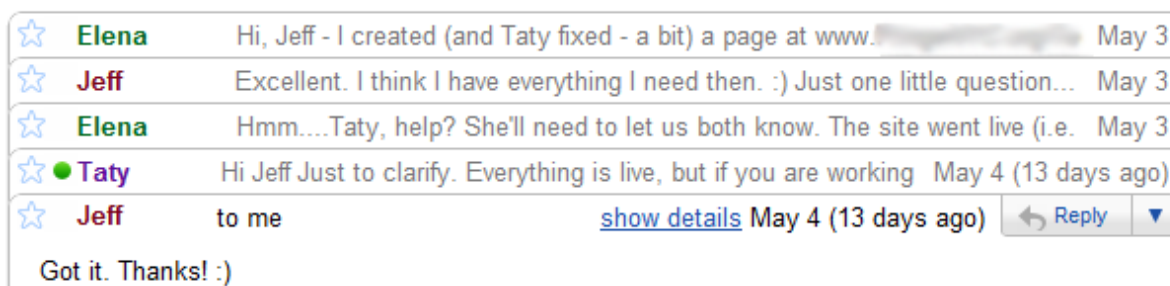 Elena Hi, Jeff - I created (and Taty fixed - a bit) a page at www. May 3
Jeff Excellent. I think I have everything I need then. :) Just one little question... May 3
Elena Hmm....Taty, help? She'll need to let us both know. The site went live (i.e. May 3
Taty Hi Jeff Just to clarify. Everything is live, but if you are working May 4 (13 days ago)
Jeff to me show details May 4 (13 days ago) Reply
Got it. Thanks! :)